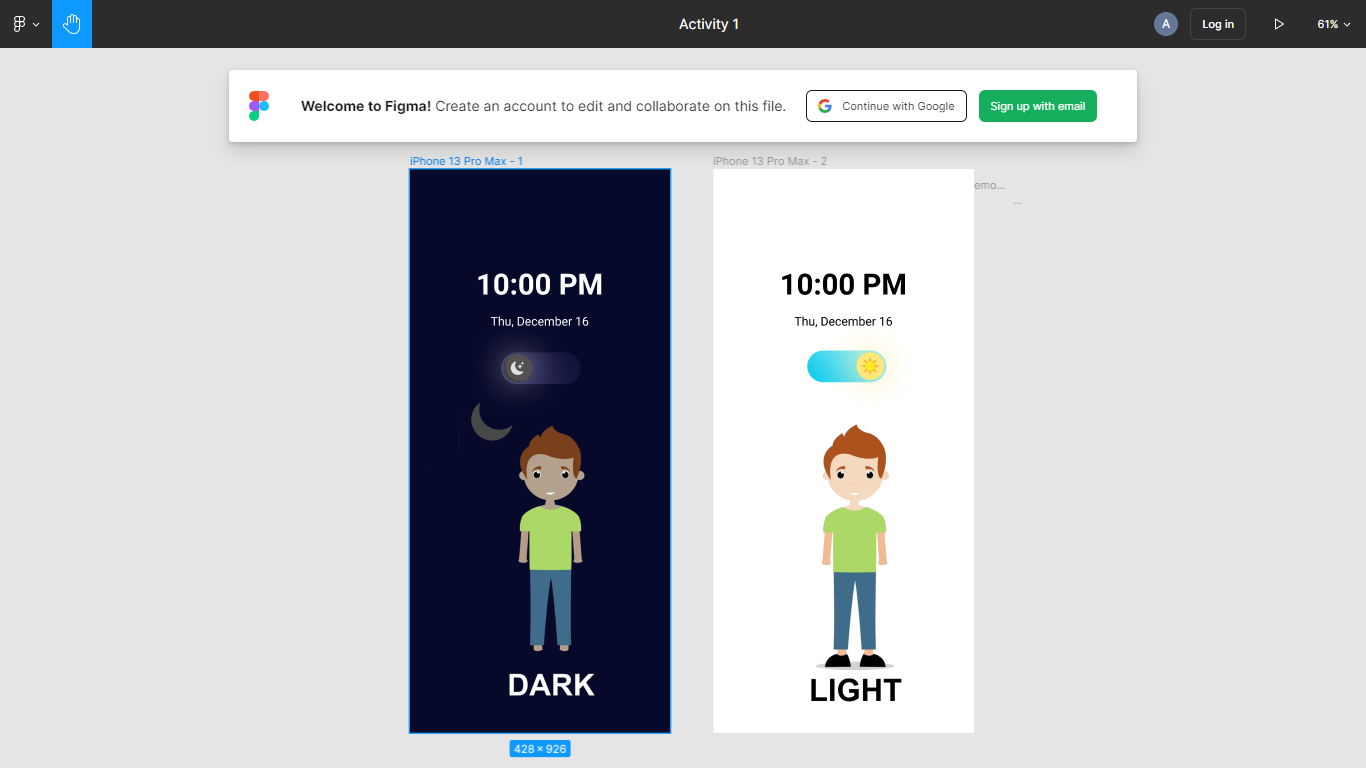 Activity 1
A
Log in
61%
Welcome to Figma! Create an account to edit and collaborate on this file.
Continue with Google
Sign up with email
iPhone 13 Pro Max - 1
iPhone 13 Pro Max - 2
emo...
...
10:00 PM
Thu, December 16
DARK
428 × 926
10:00 PM
Thu, December 16
LIGHT